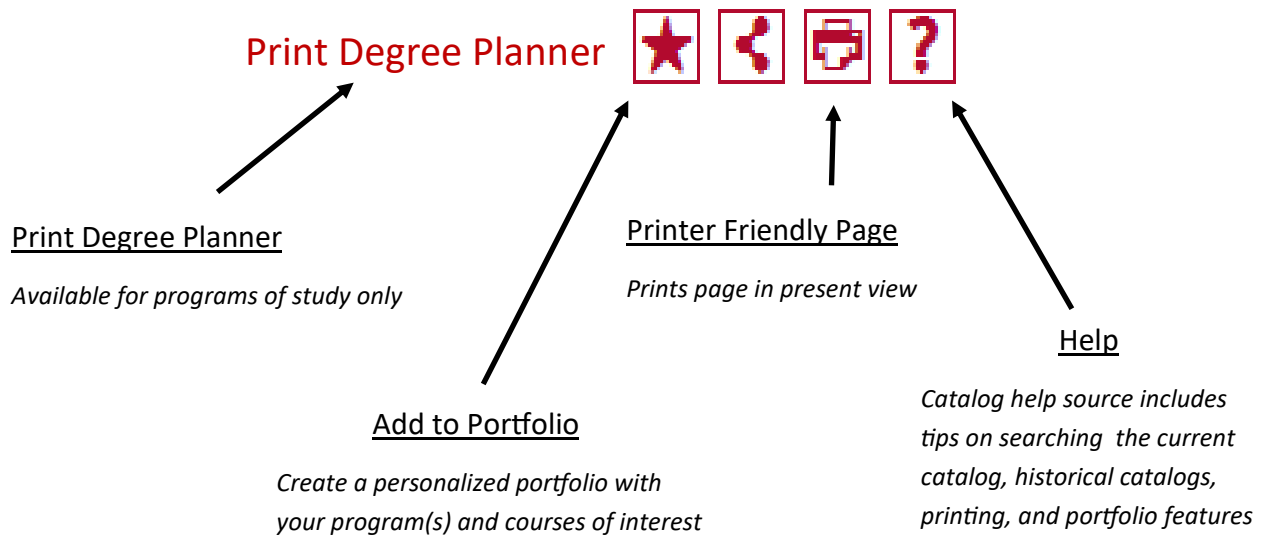 Print Degree Planner
?
Print Degree Planner
Available for programs of study only
Printer Friendly Page
Prints page in present view
Add to Portfolio
Create a personalized portfolio with
your program(s) and courses of interest
Help
Catalog help source includes
tips on searching the current
catalog, historical catalogs,
printing, and portfolio features